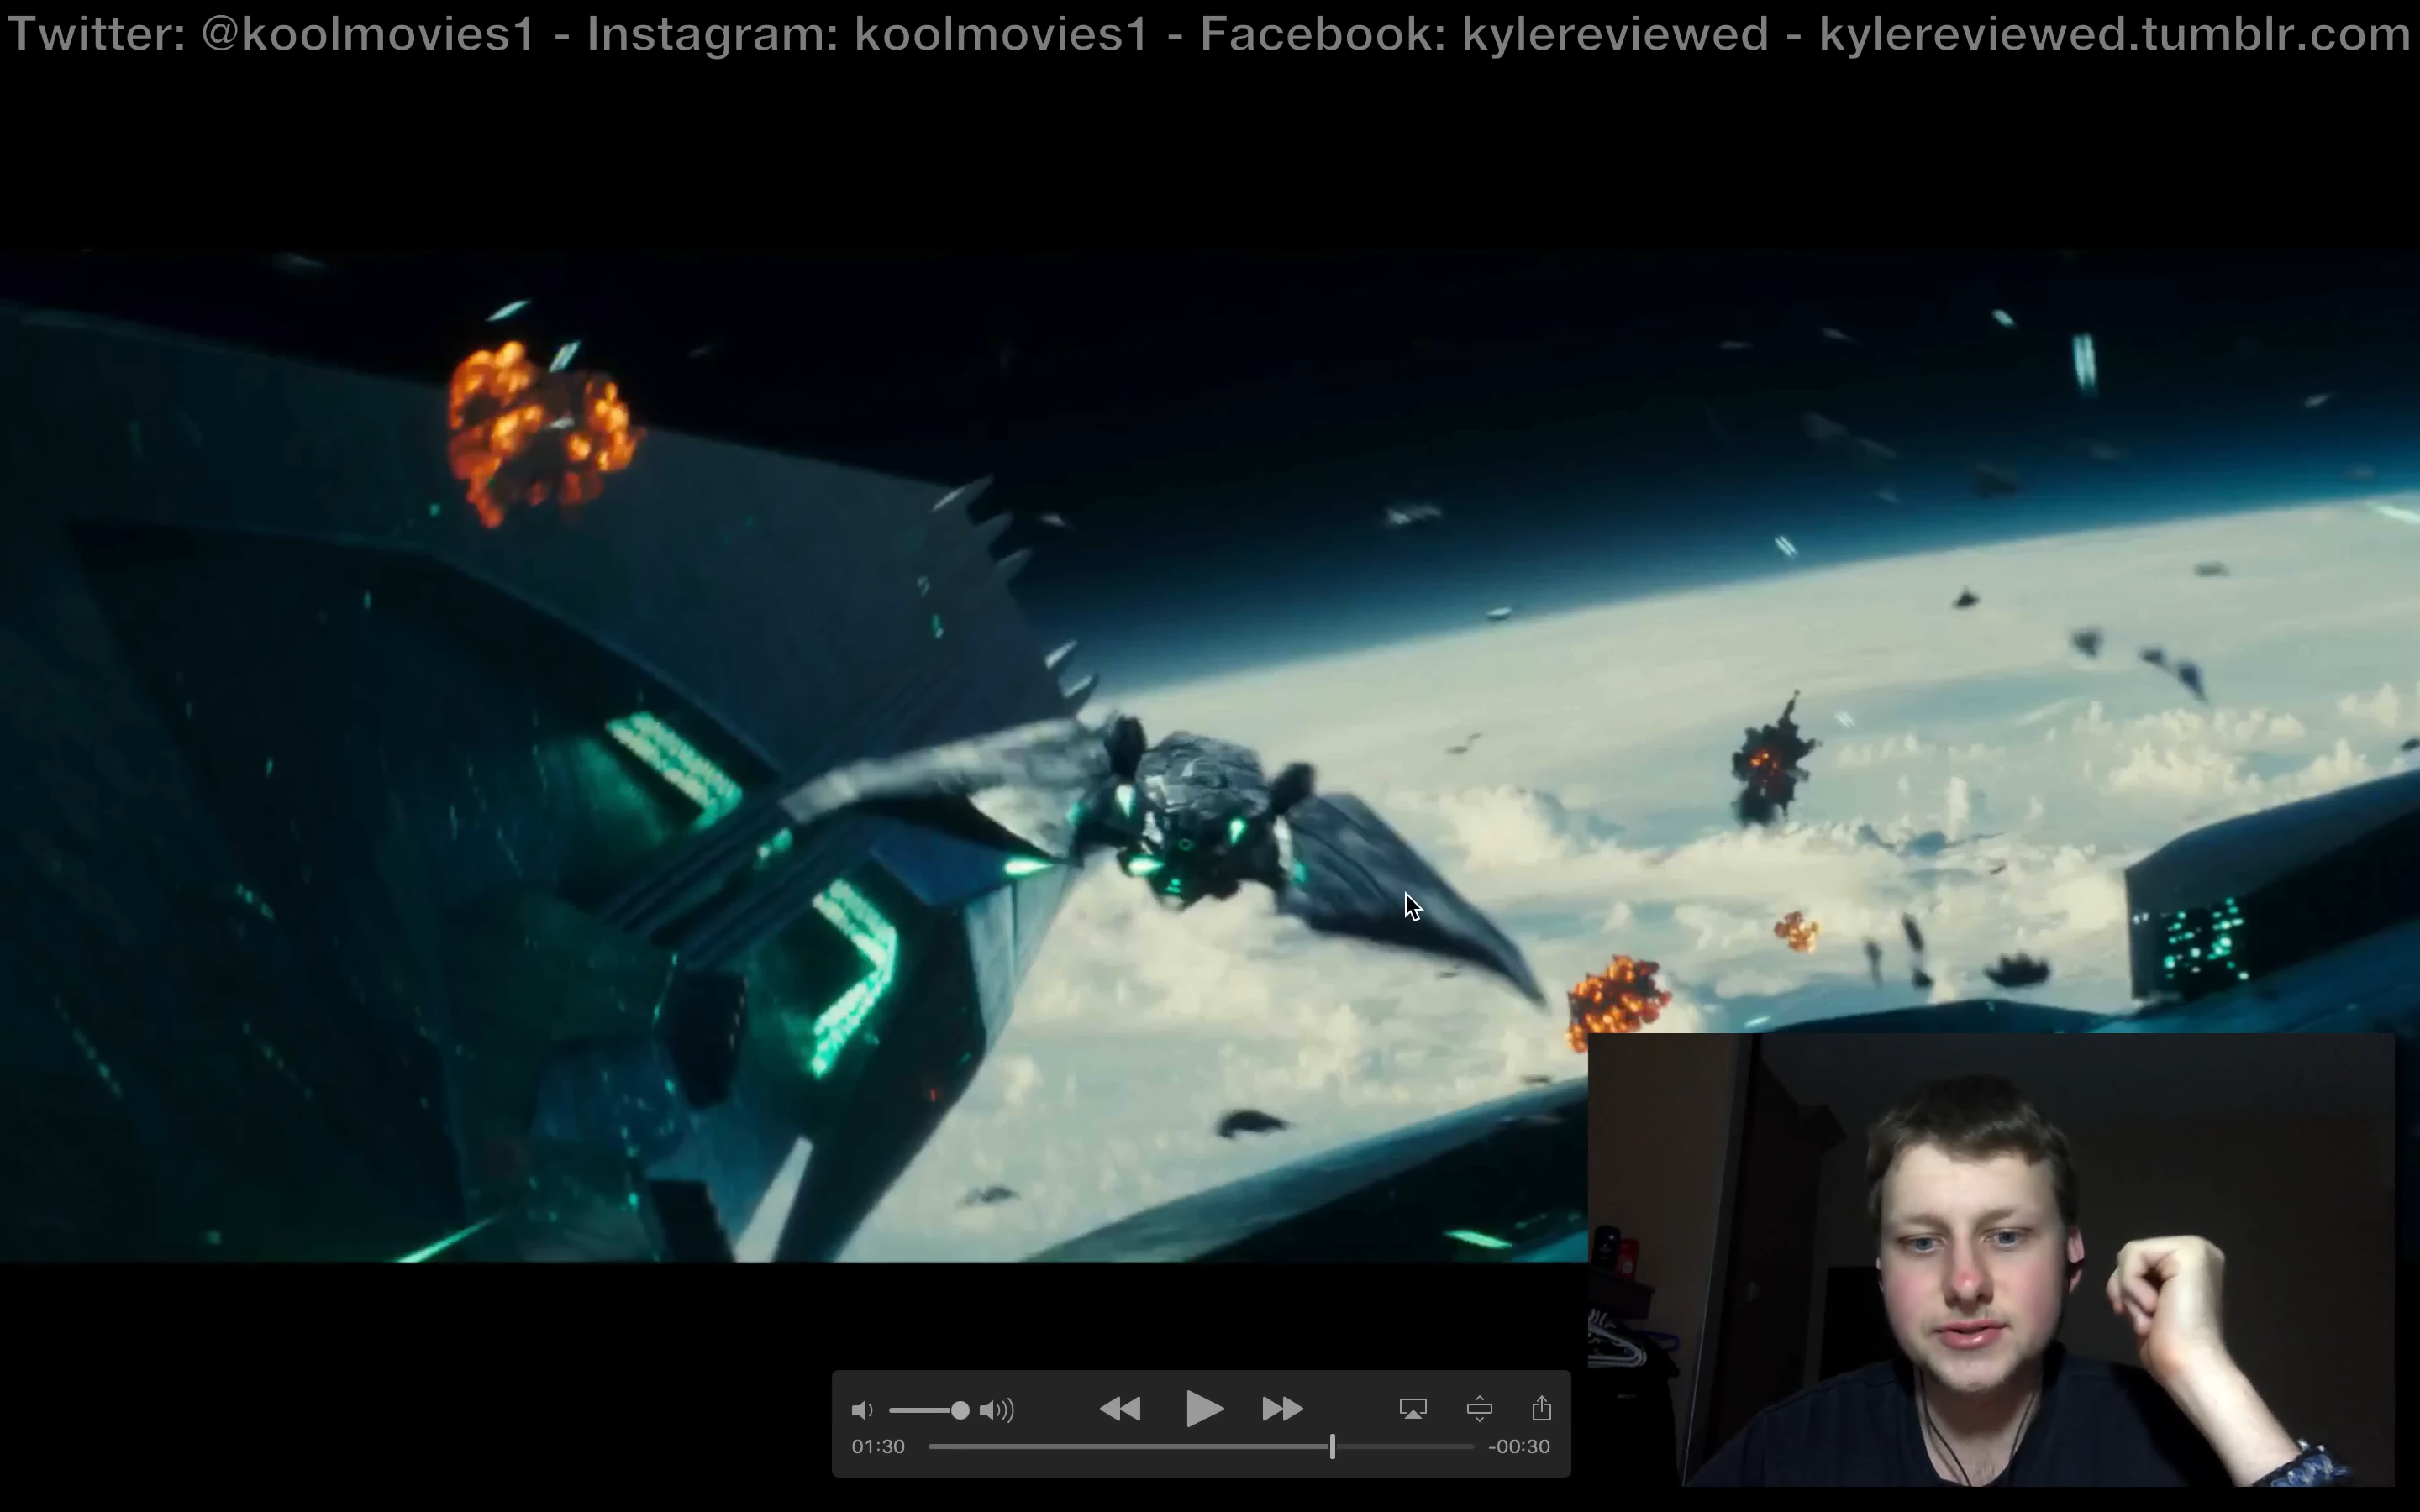 Twitter: @koolmovies1 - Instagram: koolmovies1 - Facebook: kylereviewed - kylereviewed.tumblr.com
01:30
-00:30